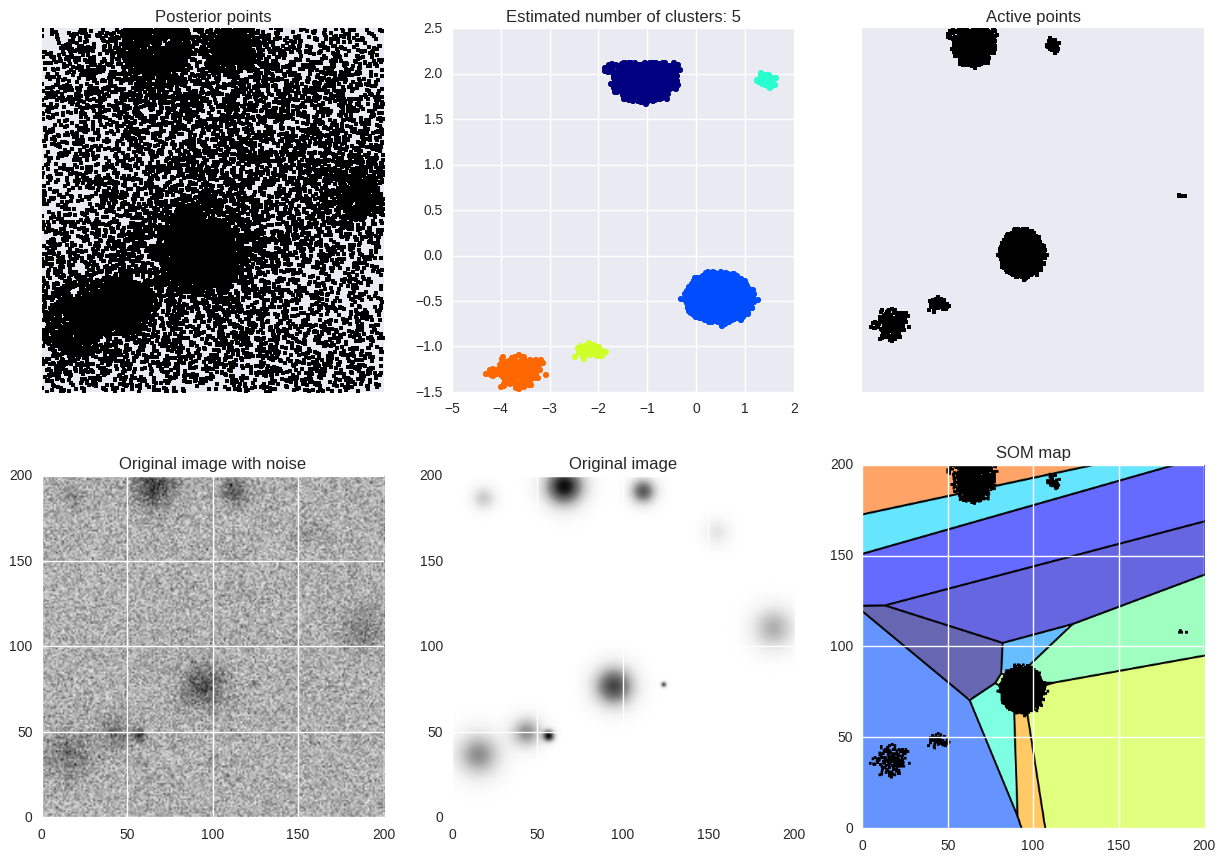 Posterior points
Estimated number of clusters: 5
Active points
2.5
2.0
1.5
1.0
0.5
0.0
−0.5
−1.0
−1.5
−5 −4 −3 −2 −1 0 1 2
Original image with noise
Original image
SOM map
200
150
100
50
0
0 50 100 150 200
200
150
100
50
0
0 50 100 150 200
200
150
100
50
0
0 50 100 150 200